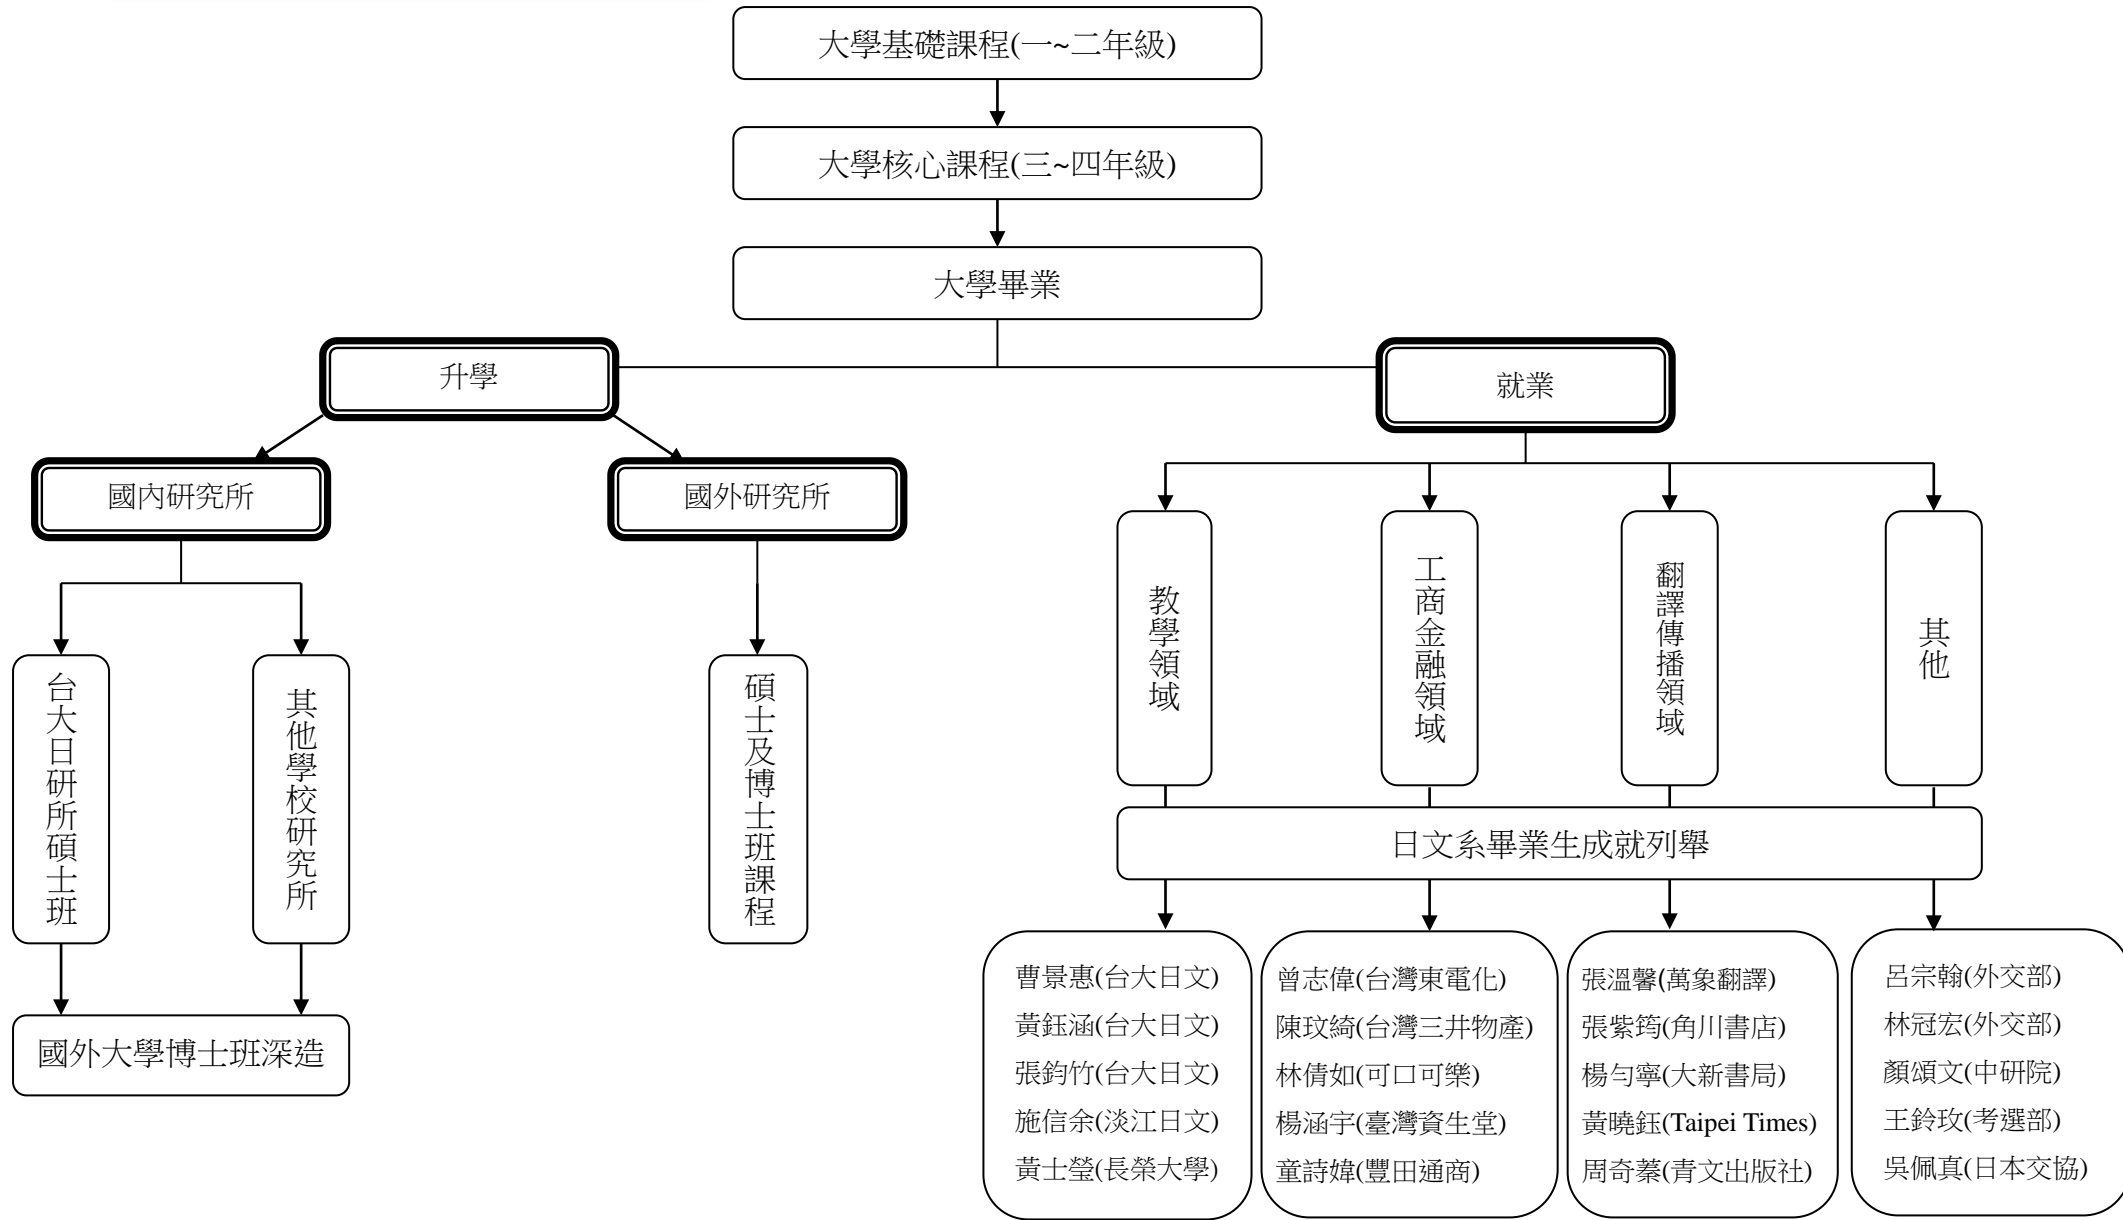 大學基礎課程(一~二年級)
大學核心課程(三~四年級)
大學畢業
升學
就業
國內研究所
國外研究所
台大日研所碩士班
其他學校研究所
碩士及博士班課程
國外大學博士班深造
教學領域
工商金融領域
翻譯傳播領域
其他
日文系畢業生成就列舉
曹景惠(台大日文)
黃鈺涵(台大日文)
張鈞竹(台大日文)
施信余(淡江日文)
黃士瑩(長榮大學)
曾志偉(台灣東電化)
陳玟綺(台灣三井物產)
林倩如(可口可樂)
楊涵宇(臺灣資生堂)
童詩媁(豐田通商)
張溫馨(萬象翻譯)
張紫筠(角川書店)
楊勻寧(大新書局)
黃曉鈺(Taipei Times)
周奇蓁(青文出版社)
呂宗翰(外交部)
林冠宏(外交部)
顏頌文(中研院)
王鈴玫(考選部)
吳佩真(日本交協)